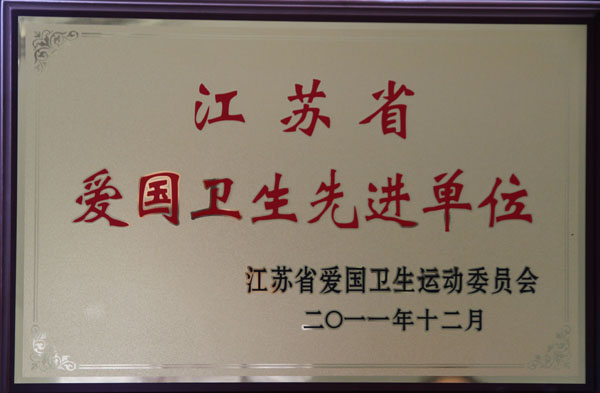 江苏省
爱国卫生先进单位
江苏省爱国卫生运动委员会
二〇一一年十二月